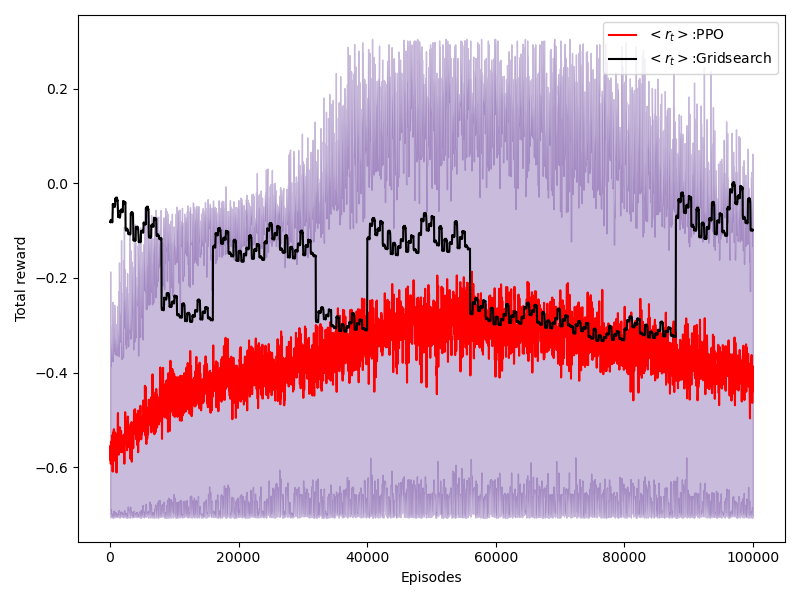 < r_t >:PPO
< r_t >:Gridsearch
Total reward
0.2
0.0
−0.2
−0.4
−0.6
0 20000 40000 60000 80000 100000
Episodes